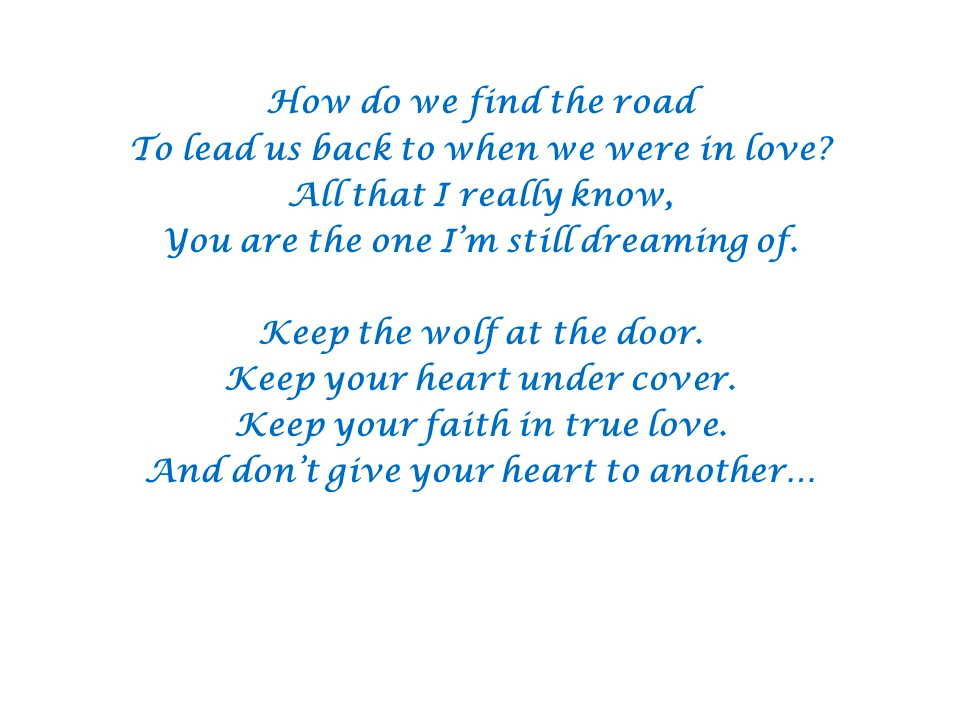 How do we find the road
To lead us back to when we were in love?
All that I really know,
You are the one I’m still dreaming of.
Keep the wolf at the door.
Keep your heart under cover.
Keep your faith in true love.
And don’t give your heart to another…